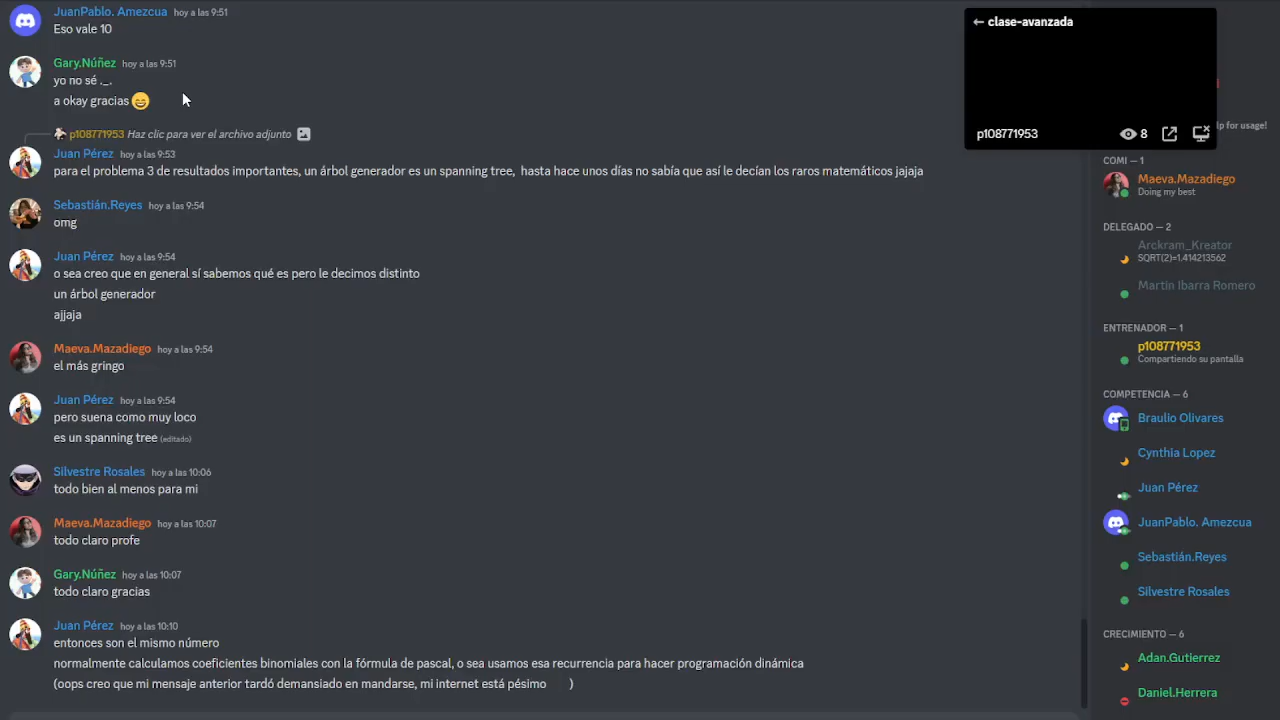 JuanPablo. Amezcua hoy a las 9:51
Eso vale 10
Gary.Núñez hoy a las 9:51
yo no sé ._.
a okay gracias
p108771953 Haz clic para ver el archivo adjunto
Juan Pérez hoy a las 9:53
para el problema 3 de resultados importantes, un árbol generador es un spanning tree, hasta hace unos días no sabía que así le decían los raros matemáticos jajaja
Sebastián.Reyes hoy a las 9:54
omg
Juan Pérez hoy a las 9:54
o sea creo que en general sí sabemos qué es pero le decimos distinto
un árbol generador
ajjaja
Maeva.Mazadiego hoy a las 9:54
el más gringo
Juan Pérez hoy a las 9:54
pero suena como muy loco
es un spanning tree (editado)
Silvestre Rosales hoy a las 10:06
todo bien al menos para mi
Maeva.Mazadiego hoy a las 10:07
todo claro profe
Gary.Núñez hoy a las 10:07
todo claro gracias
Juan Pérez hoy a las 10:10
entonces son el mismo número
normalmente calculamos coeficientes binomiales con la fórmula de pascal, o sea usamos esa recurrencia para hacer programación dinámica
(oops creo que mi mensaje anterior tardó demansiado en mandarse, mi internet está pésimo )
← clase-avanzada
p108771953 8
lp for usage!
COMI — 1
Maeva.Mazadiego
Doing my best
DELEGADO — 2
Arckram_Kreator
SQRT(2)=1.414213562
Martin Ibarra Romero
ENTRENADOR — 1
p108771953
Compartiendo su pantalla
COMPETENCIA — 6
Braulio Olivares
Cynthia Lopez
Juan Pérez
JuanPablo. Amezcua
Sebastián.Reyes
Silvestre Rosales
CRECIMIENTO — 6
Adan.Gutierrez
Daniel.Herrera